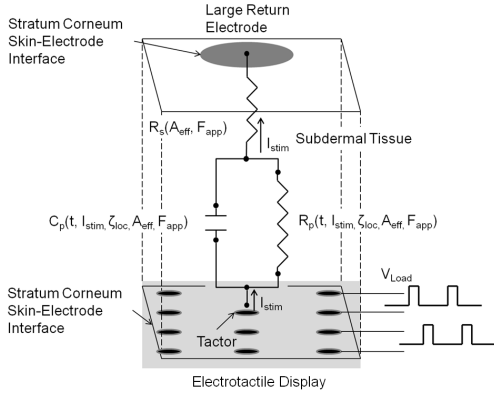 Large Return
Electrode
Stratum Corneum
Skin-Electrode
Interface
Rs(Aeff, Fapp)
Istim
Subdermal Tissue
Cp(t, Istim, ζloc, Aeff, Fapp)
Rp(t, Istim, ζloc, Aeff, Fapp)
VLoad
Stratum Corneum
Skin-Electrode
Interface
Istim
Tactor
Electrotactile Display